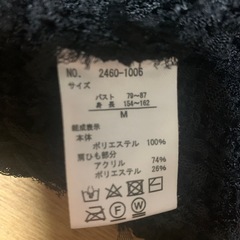 NO. 2460-1006
サイズ
バスト 79~87
身長 154~162
M
組成表示
本体
ポリエステル 100%
肩ひも部分
アクリル 74%
ポリエステル 26%